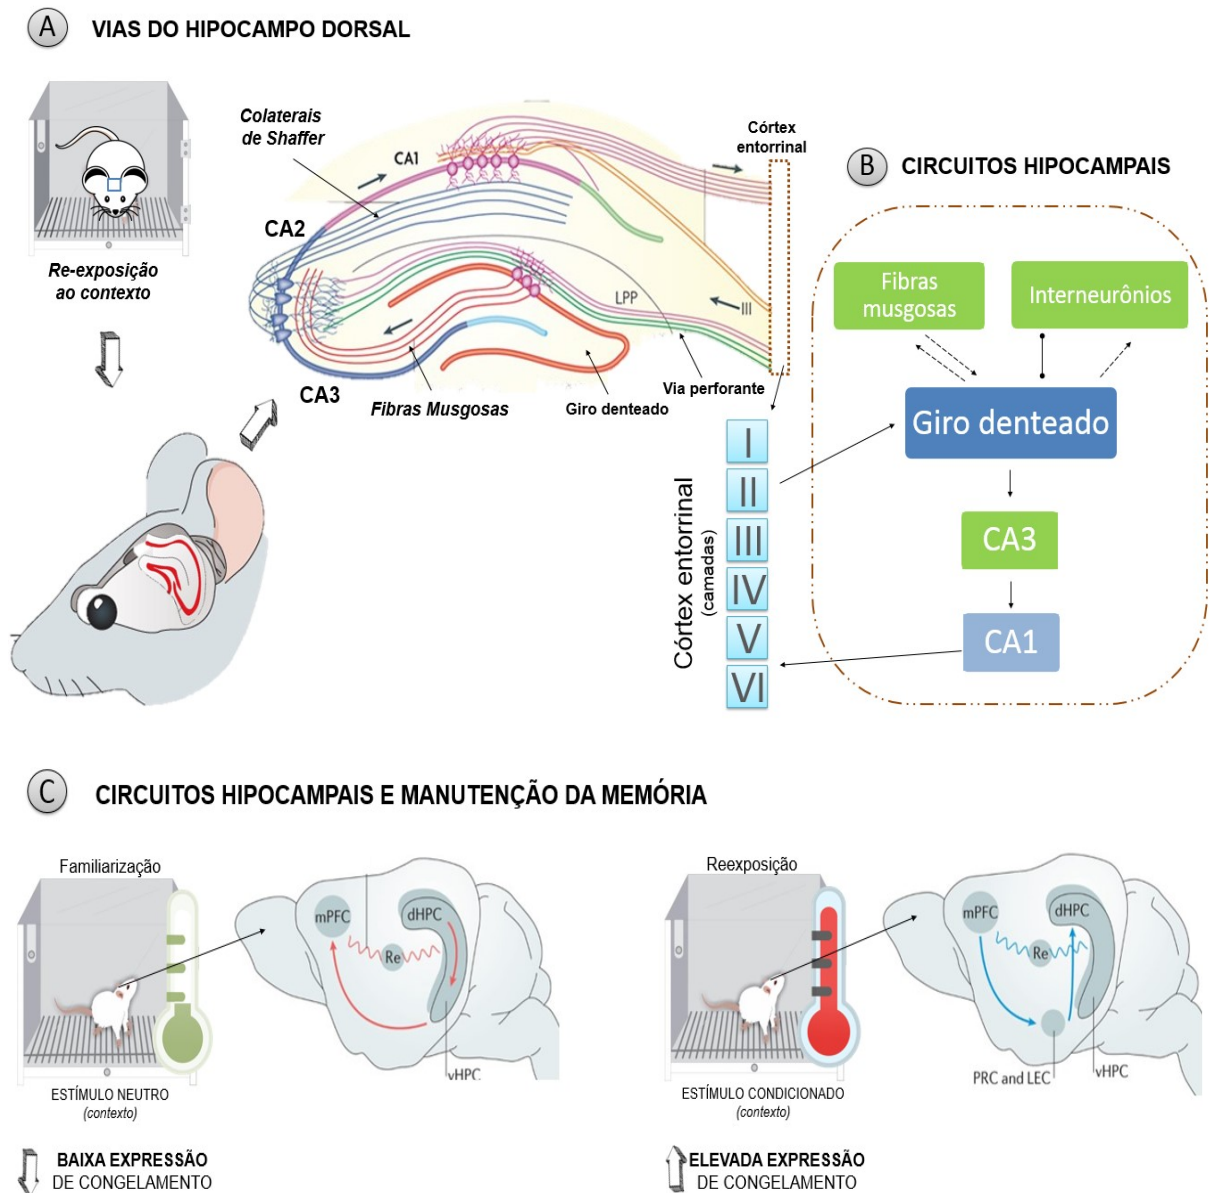 A VIAS DO HIPOCAMPO DORSAL
Re-exposição
ao contexto
Colaterais
de Shaffer
CA1
CA2
CA3
Fibras Musgosas
Giro denteado
Via perforante
LPP
III
Córtex
entorrinal
B CIRCUITOS HIPOCAMPAIS
Fibras
musgosas
Interneurônios
Giro denteado
CA3
CA1
Córtex entorrinal
(camadas)
I
II
III
IV
V
VI
C CIRCUITOS HIPOCAMPAIS E MANUTENÇÃO DA MEMÓRIA
Familiarização
mPFC
dHPC
Re
vHPC
ESTÍMULO NEUTRO
(contexto)
BAIXA EXPRESSÃO
DE CONGELAMENTO
Reexposição
mPFC
dHPC
Re
PRC and LEC
vHPC
ESTÍMULO CONDICIONADO
(contexto)
ELEVADA EXPRESSÃO
DE CONGELAMENTO